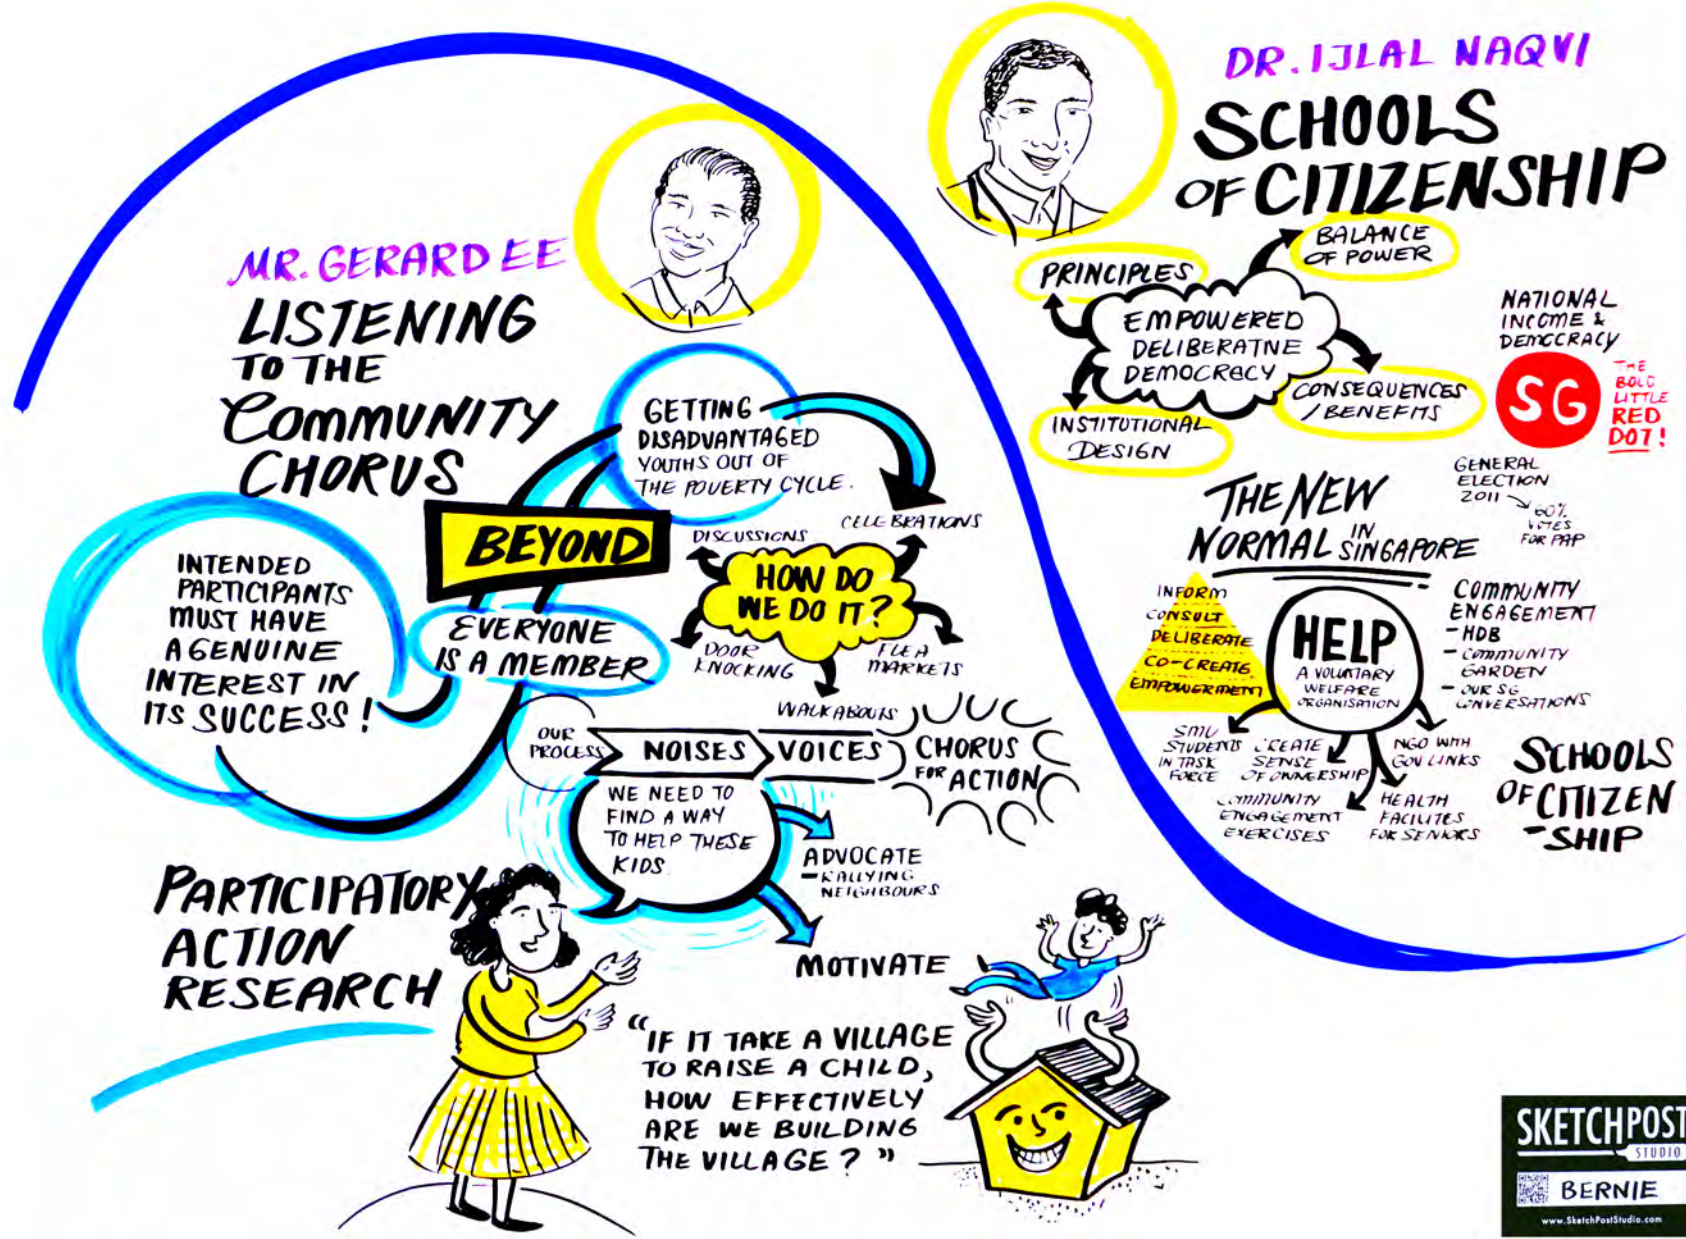 MR. GERARD EE
LISTENING
TO THE
COMMUNITY
CHORUS
GETTING
DISADVANTAGED
YOUTHS OUT OF
THE POVERTY CYCLE.
BEYOND
INTENDED
PARTICIPANTS
MUST HAVE
A GENUINE
INTEREST IN
ITS SUCCESS!
EVERYONE
IS A MEMBER
HOW DO
WE DO IT?
DISCUSSIONS
CELEBRATIONS
DOOR
KNOCKING
FLEA
MARKETS
WALKABOUTS
OUR
PROCESS
NOISES
VOICES
CHORUS
FOR ACTION
WE NEED TO
FIND A WAY
TO HELP THESE
KIDS.
ADVOCATE
- RALLYING
NEIGHBOURS
MOTIVATE
PARTICIPATORY
ACTION
RESEARCH
"IF IT TAKE A VILLAGE
TO RAISE A CHILD,
HOW EFFECTIVELY
ARE WE BUILDING
THE VILLAGE?"
DR. IJLAL NAQVI
SCHOOLS
OF CITIZENSHIP
PRINCIPLES
BALANCE
OF POWER
EMPOWERED
DELIBERATIVE
DEMOCRACY
CONSEQUENCES
/BENEFITS
INSTITUTIONAL
DESIGN
NATIONAL
INCOME &
DEMOCRACY
SG
THE
BOLD
LITTLE
RED
DOT!
GENERAL
ELECTION
2011
60%
VOTES
FOR PAP
THE NEW
NORMAL IN
SINGAPORE
INFORM
CONSULT
DELIBERATE
CO-CREATE
EMPOWERMENT
HELP
A VOLUNTARY
WELFARE
ORGANISATION
COMMUNITY
ENGAGEMENT
- HDB
- COMMUNITY
GARDEN
- OUR SG
CONVERSATIONS
SMU
STUDENTS
IN TASK
FORCE
CREATE
SENSE
OF OWNERSHIP
NGO WITH
GOV LINKS
COMMUNITY
ENGAGEMENT
EXERCISES
HEALTH
FACILITES
FOR SENIORS
SCHOOLS
OF CITIZEN
-SHIP
SKETCHPOST
STUDIO
BERNIE
www.SketchPostStudio.com